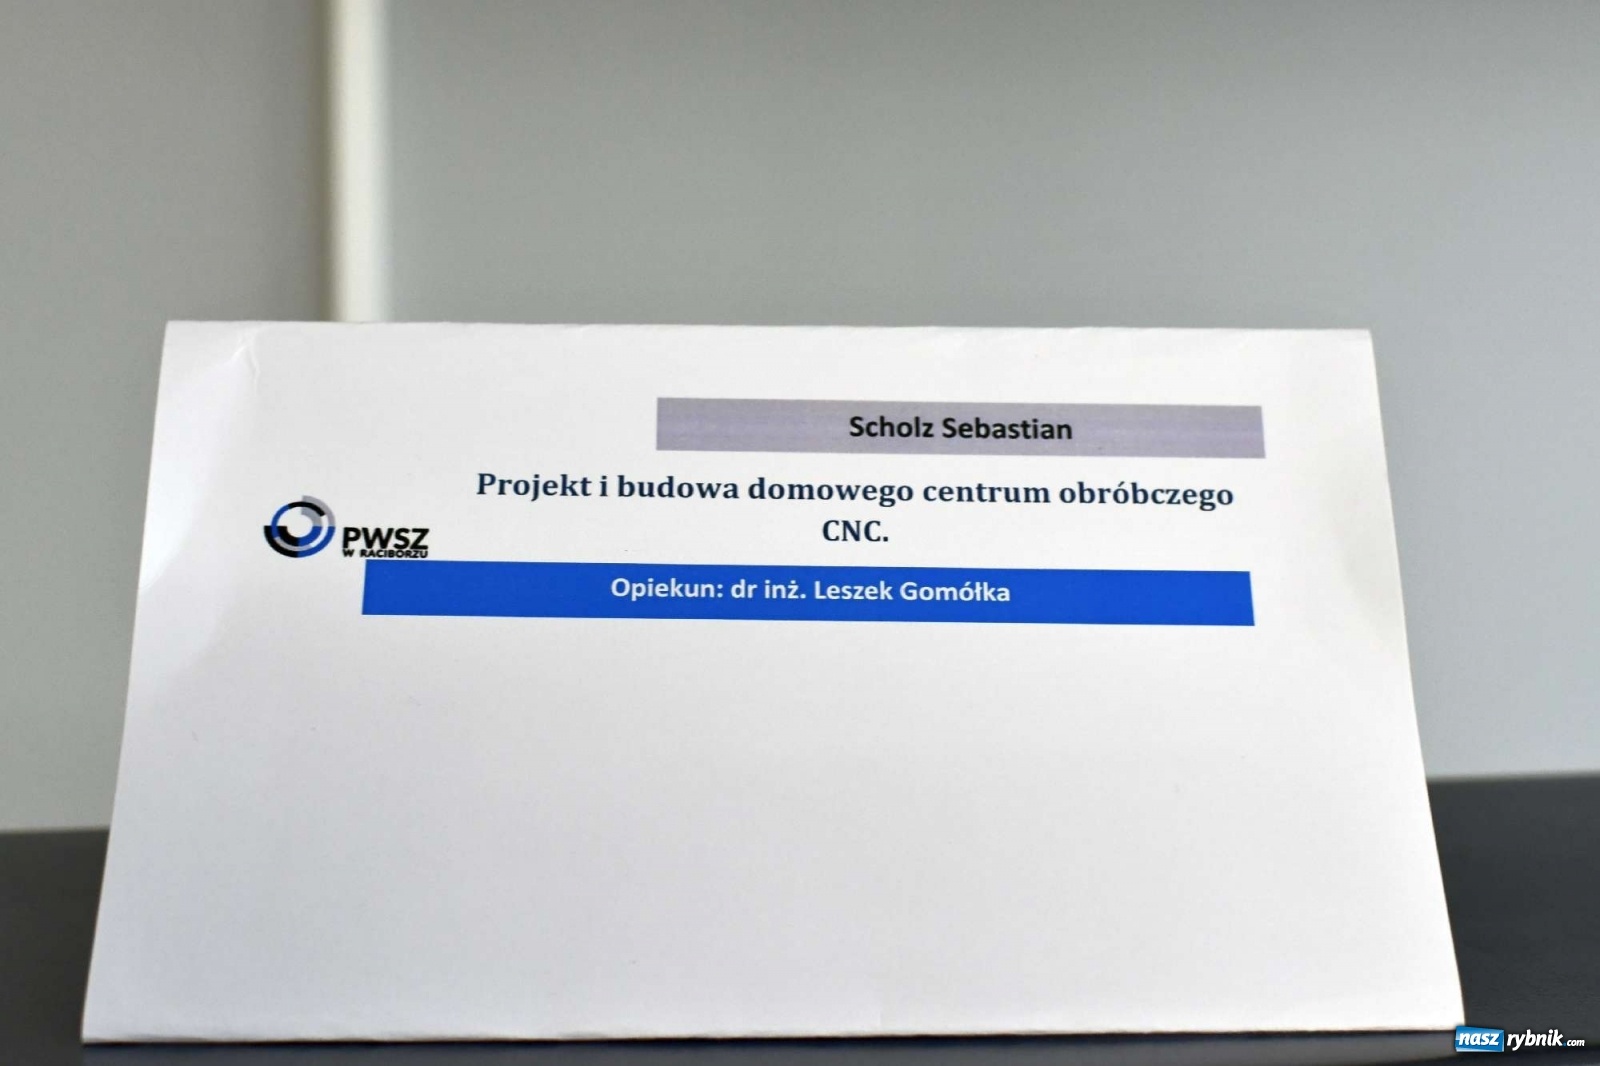 Scholz Sebastian
Projekt i budowa domowego centrum obróbczego
CNC.
PWSZ
W RACIBORZU
Opiekun: dr inż. Leszek Gomółka
nasz rybnik.com